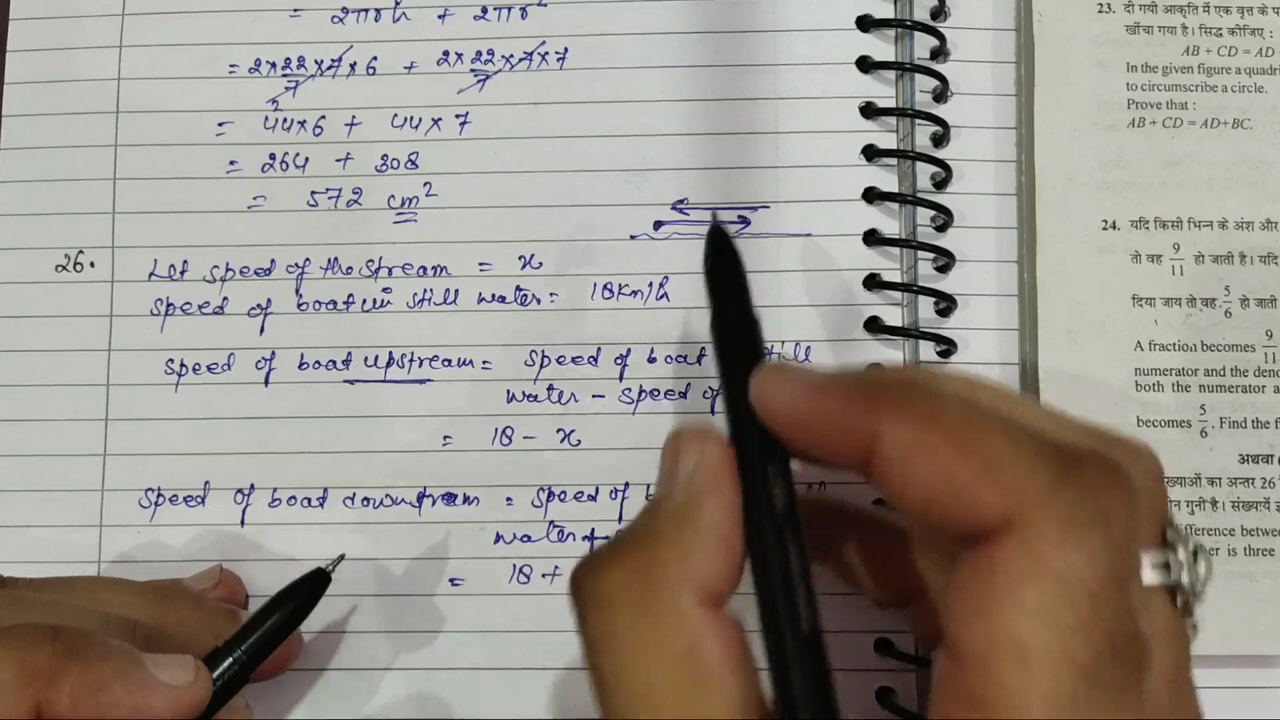 = 2πrh + 2πr²
= 2×22×7×6 + 2×22×7×7
7 7
2
= 44×6 + 44×7
= 264 + 308
= 572 cm²
26. Let speed of the stream = x
speed of boat in still water = 18Km/h
speed of boat upstream = speed of boat still
water – speed of
= 18 – x
speed of boat downstream = speed of
water +
= 18 +
23. दी गयी आकृति में एक वृत्त के प
खींचा गया है। सिद्ध कीजिए :
AB + CD = AD
In the given figure a quadri
to circumscribe a circle.
Prove that :
AB + CD = AD+BC.
24. यदि किसी भिन्न के अंश और
तो वह 9/11 हो जाती है। यदि
दिया जाय तो वह 5/6 हो जाती
A fraction becomes 9/11
numerator and the deno
both the numerator a
becomes 5/6. Find the f
अथवा
ख्याओं का अन्तर 26
गुनी है। संख्यायें
ifference betwe
er is three